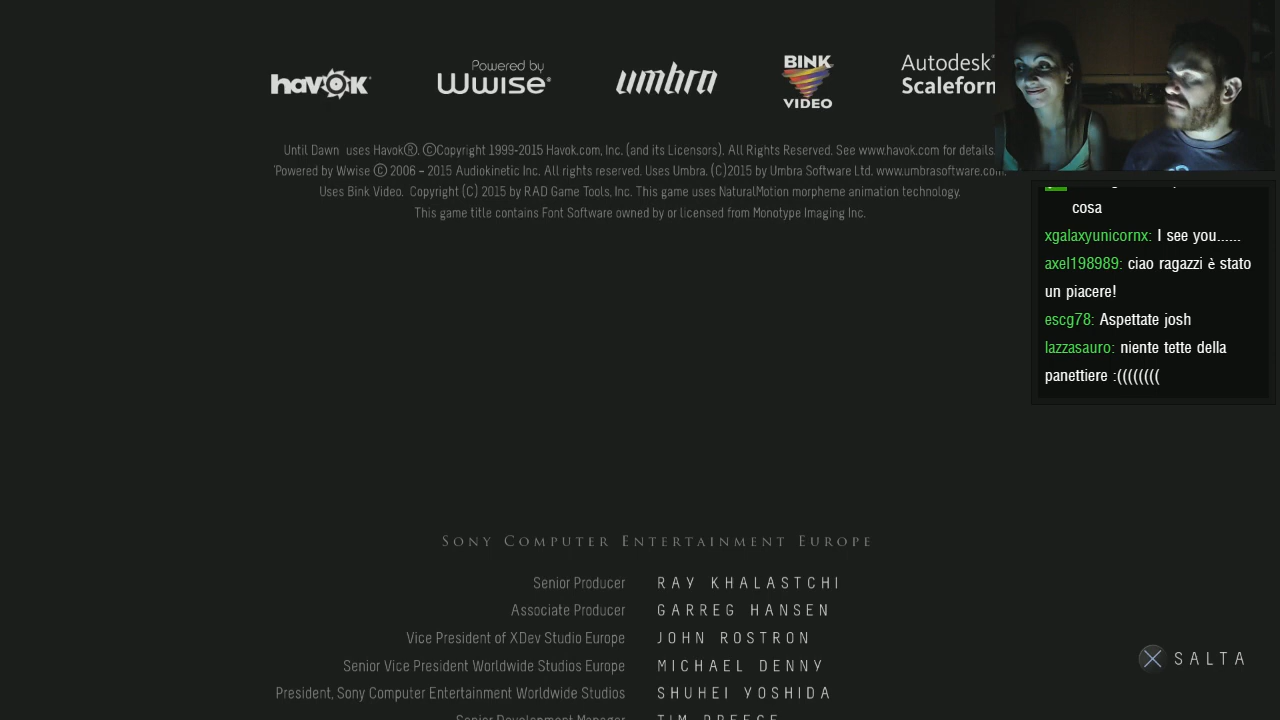 havok
Powered by
Wwise®
umbra
BINK
VIDEO
Autodesk®
Scaleform
Until Dawn uses Havok®. ©Copyright 1999-2015 Havok.com, Inc. (and its Licensors). All Rights Reserved. See www.havok.com for details.
'Powered by Wwise © 2006 – 2015 Audiokinetic Inc. All rights reserved. Uses Umbra. (C)2015 by Umbra Software Ltd. www.umbrasoftware.com.
Uses Bink Video. Copyright (C) 2015 by RAD Game Tools, Inc. This game uses NaturalMotion morpheme animation technology.
This game title contains Font Software owned by or licensed from Monotype Imaging Inc.
cosa
xgalaxyunicornx: I see you......
axel198989: ciao ragazzi è stato
un piacere!
escg78: Aspettate josh
lazzasauro: niente tette della
panettiere :((((((((
SONY COMPUTER ENTERTAINMENT EUROPE
Senior Producer RAY KHALASTCHI
Associate Producer GARREG HANSEN
Vice President of XDev Studio Europe JOHN ROSTRON
Senior Vice President Worldwide Studios Europe MICHAEL DENNY
President, Sony Computer Entertainment Worldwide Studios SHUHEI YOSHIDA
SALTA